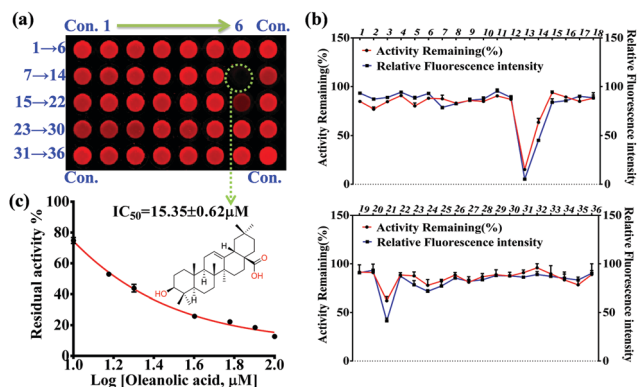 (a)
Con. 1 6 Con.
1→6
7→14
15→22
23→30
31→36
Con. Con.
(b)
1 2 3 4 5 6 7 8 9 10 11 12 13 14 15 16 17 18
Activity Remaining(%)
Relative Fluorescence intensity
Activity Remaining(%)
150
100
50
0
Relative Fluorescence intensity
150
100
50
0
19 20 21 22 23 24 25 26 27 28 29 30 31 32 33 34 35 36
Activity Remaining(%)
Relative Fluorescence intensity
Activity Remaining(%)
150
100
50
0
Relative Fluorescence intensity
150
100
50
0
(c)
IC50=15.35±0.62μM
Residual activity %
100
80
60
40
20
0
1.0 1.2 1.4 1.6 1.8 2.0
Log [Oleanolic acid, μM]
HO
H
H
H
O
OH